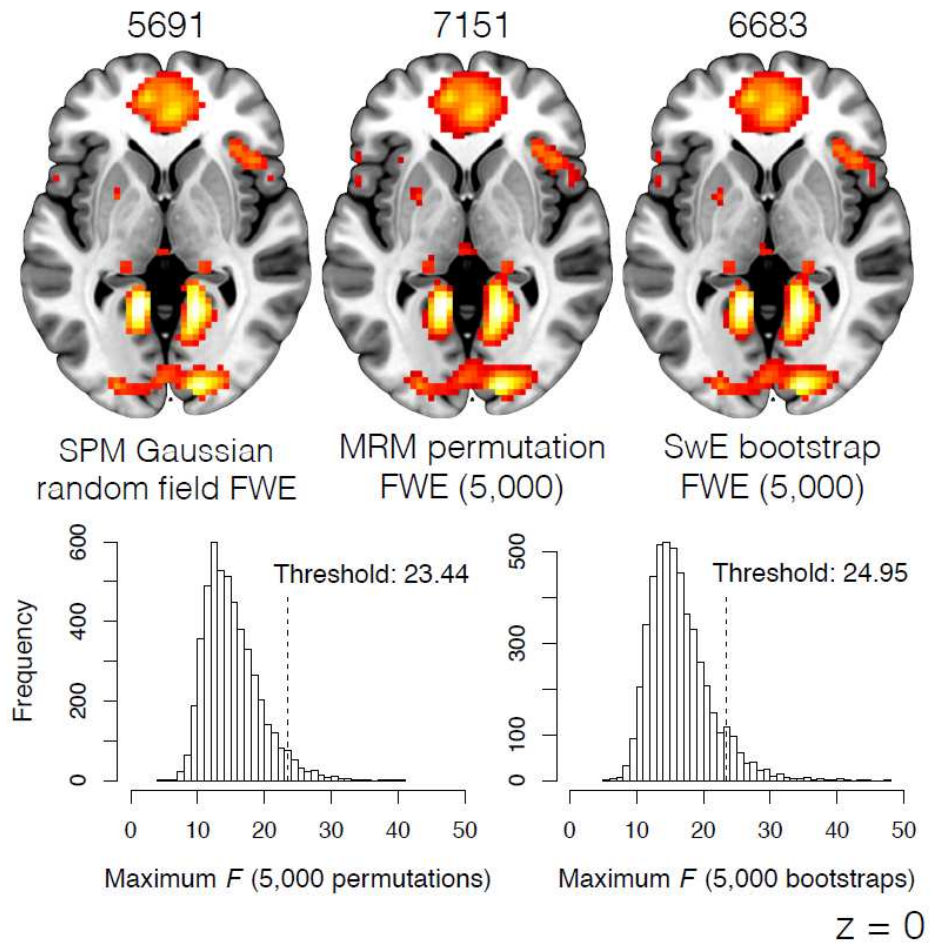 5691 7151 6683
SPM Gaussian
random field FWE
MRM permutation
FWE (5,000)
SwE bootstrap
FWE (5,000)
Threshold: 23.44
Frequency
600
400
200
0
0 10 20 30 40 50
Maximum F (5,000 permutations)
Threshold: 24.95
500
300
100
0
0 10 20 30 40 50
Maximum F (5,000 bootstraps)
z = 0